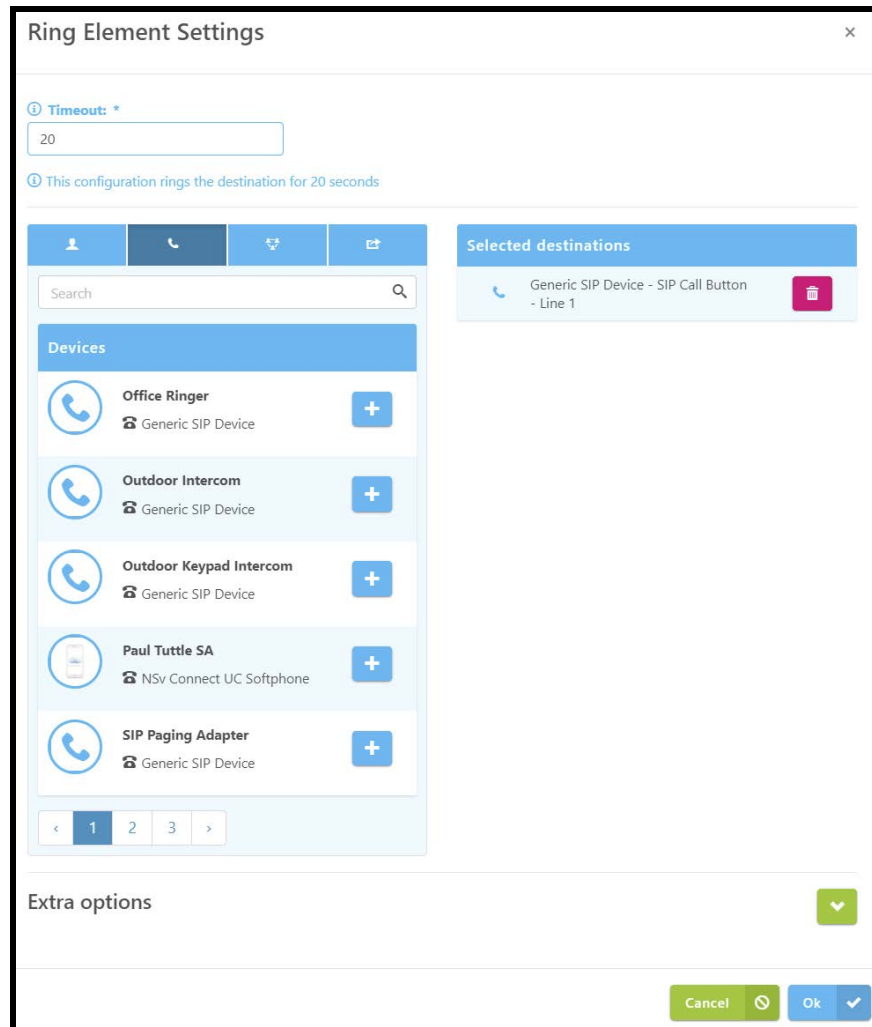 Ring Element Settings
×
Timeout: *
20
This configuration rings the destination for 20 seconds
Search
Devices
Office Ringer
Generic SIP Device
Outdoor Intercom
Generic SIP Device
Outdoor Keypad Intercom
Generic SIP Device
Paul Tuttle SA
NSv Connect UC Softphone
SIP Paging Adapter
Generic SIP Device
‹ 1 2 3 ›
Selected destinations
Generic SIP Device - SIP Call Button
- Line 1
Extra options
Cancel
Ok